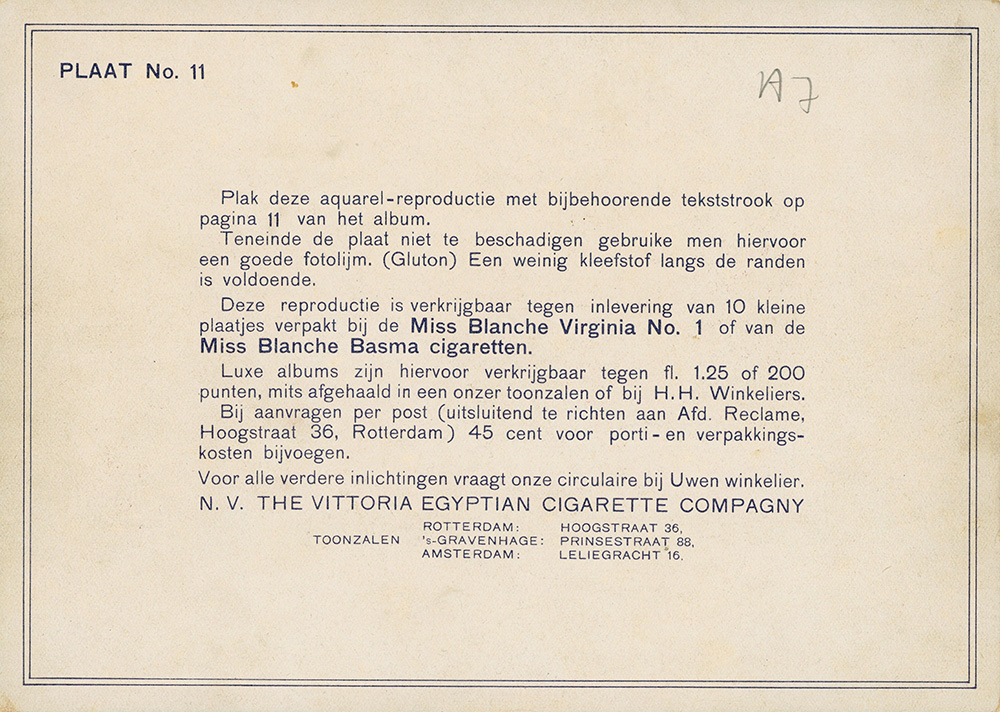 PLAAT No. 11
A7
Plak deze aquarel-reproductie met bijbehoorende tekststrook op
pagina 11 van het album.
Teneinde de plaat niet te beschadigen gebruike men hiervoor
een goede fotolijm. (Gluton) Een weinig kleefstof langs de randen
is voldoende.
Deze reproductie is verkrijgbaar tegen inlevering van 10 kleine
plaatjes verpakt bij de Miss Blanche Virginia No. 1 of van de
Miss Blanche Basma cigaretten.
Luxe albums zijn hiervoor verkrijgbaar tegen fl. 1.25 of 200
punten, mits afgehaald in een onzer toonzalen of bij H.H. Winkeliers.
Bij aanvragen per post (uitsluitend te richten aan Afd. Reclame,
Hoogstraat 36, Rotterdam) 45 cent voor porti- en verpakkings-
kosten bijvoegen.
Voor alle verdere inlichtingen vraagt onze circulaire bij Uwen winkelier.
N. V. THE VITTORIA EGYPTIAN CIGARETTE COMPAGNY
ROTTERDAM: HOOGSTRAAT 36,
TOONZALEN 's-GRAVENHAGE: PRINSESTRAAT 88,
AMSTERDAM: LELIEGRACHT 16.